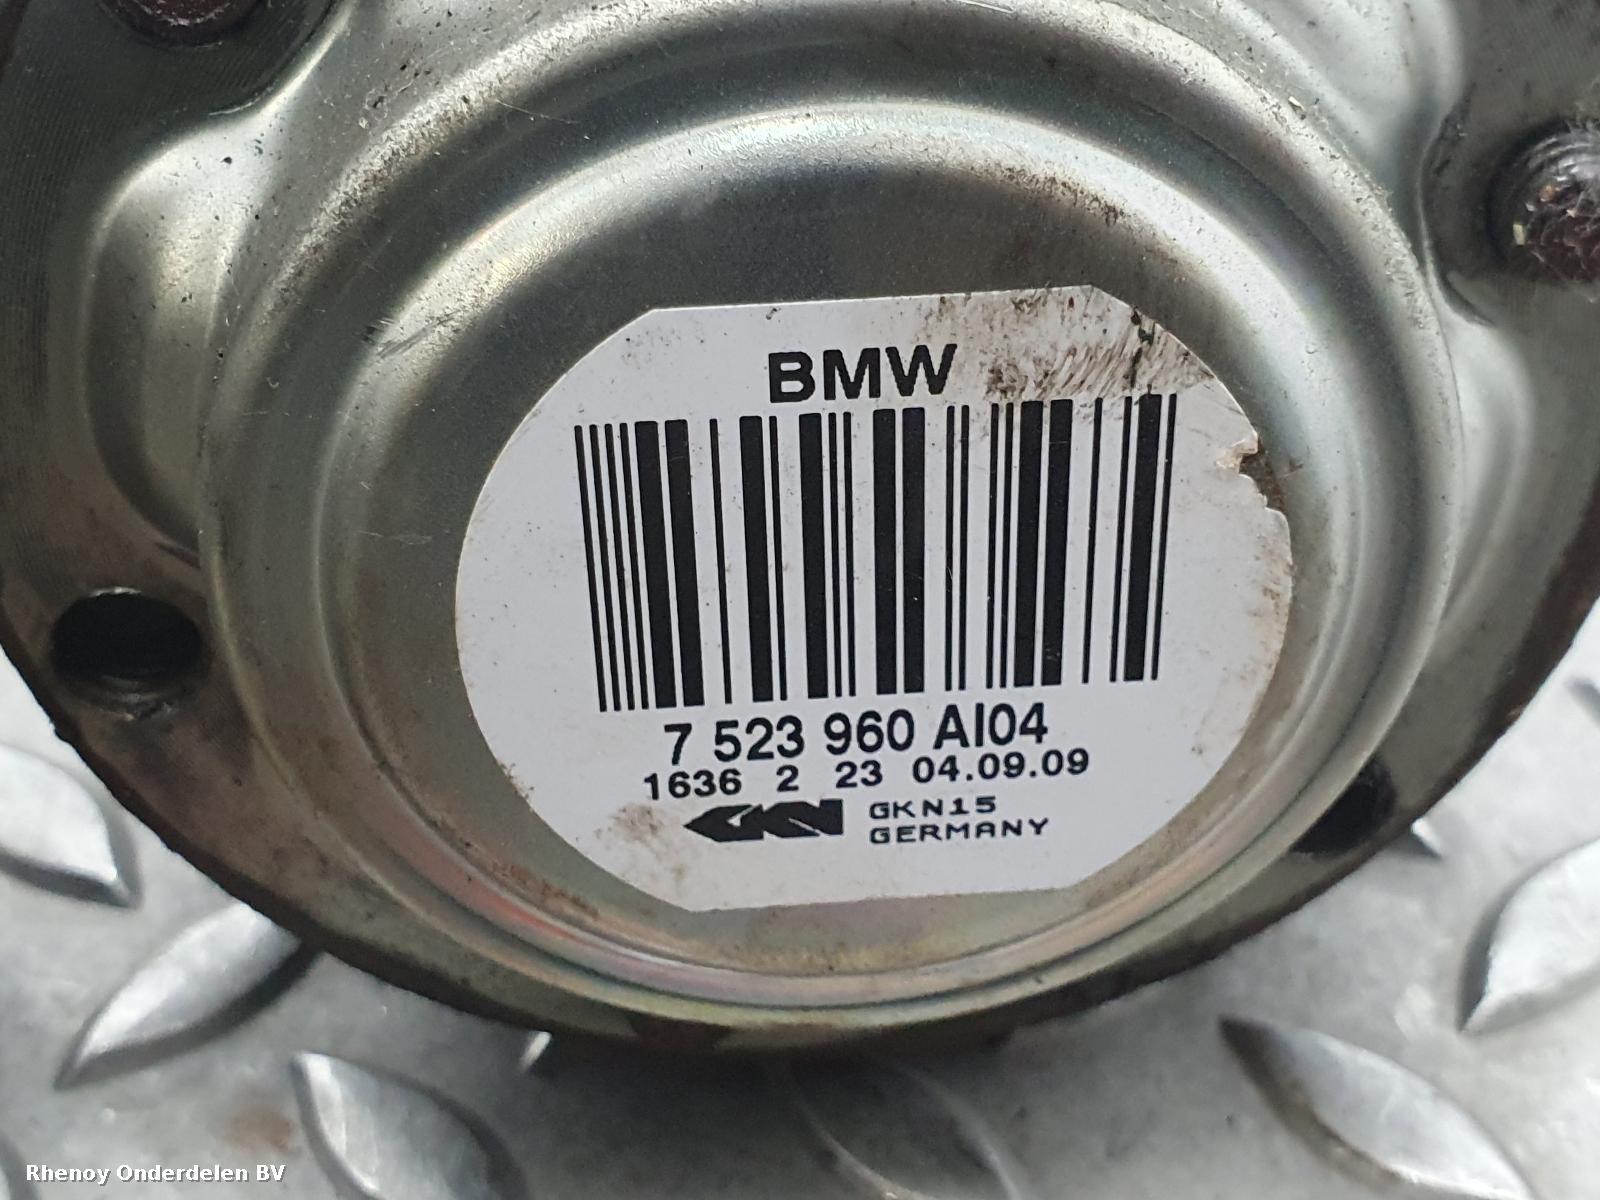 BMW
7 523 960 AI04
1636 2 23 04.09.09
GKN GKN15
GERMANY
Rhenoy Onderdelen BV